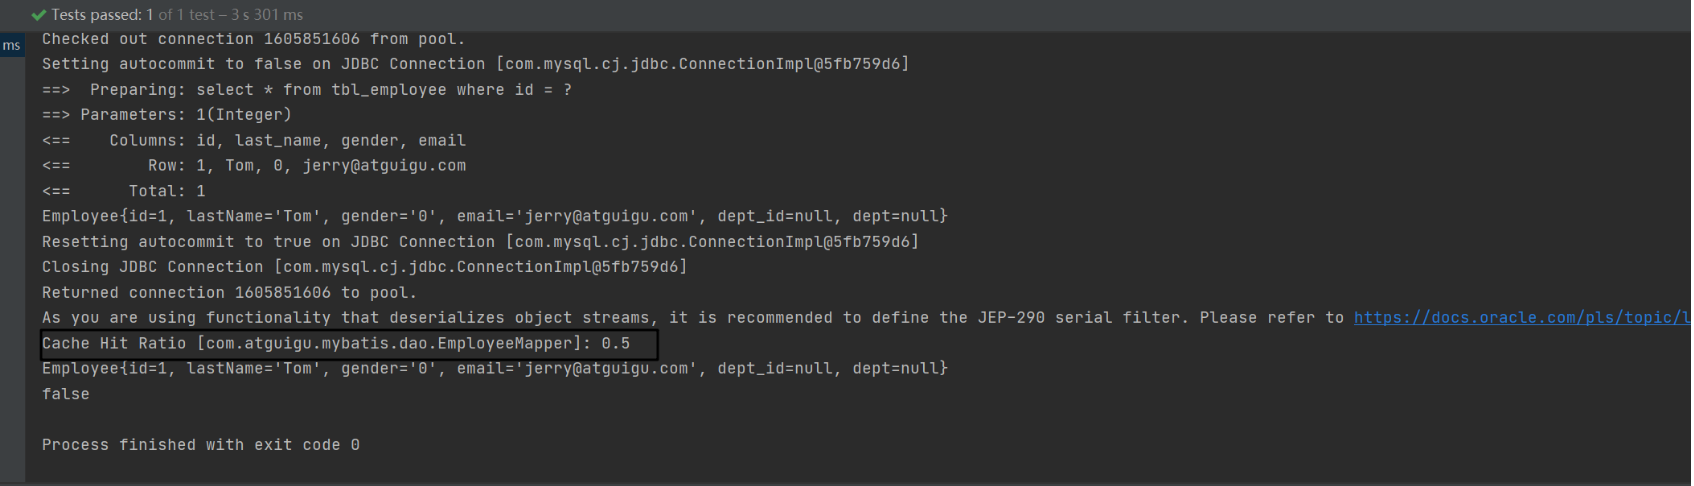 Tests passed: 1 of 1 test – 3 s 301 ms
ms
Checked out connection 1605851606 from pool.
Setting autocommit to false on JDBC Connection [com.mysql.cj.jdbc.ConnectionImpl@5fb759d6]
==>  Preparing: select * from tbl_employee where id = ?
==> Parameters: 1(Integer)
<==    Columns: id, last_name, gender, email
<==        Row: 1, Tom, 0, jerry@atguigu.com
<==      Total: 1
Employee{id=1, lastName='Tom', gender='0', email='jerry@atguigu.com', dept_id=null, dept=null}
Resetting autocommit to true on JDBC Connection [com.mysql.cj.jdbc.ConnectionImpl@5fb759d6]
Closing JDBC Connection [com.mysql.cj.jdbc.ConnectionImpl@5fb759d6]
Returned connection 1605851606 to pool.
As you are using functionality that deserializes object streams, it is recommended to define the JEP-290 serial filter. Please refer to https://docs.oracle.com/pls/topic/l
Cache Hit Ratio [com.atguigu.mybatis.dao.EmployeeMapper]: 0.5
Employee{id=1, lastName='Tom', gender='0', email='jerry@atguigu.com', dept_id=null, dept=null}
false
Process finished with exit code 0